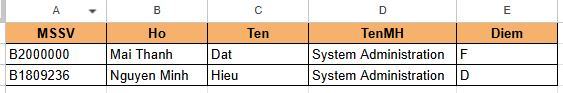 A B C D E
MSSV Ho Ten TenMH Diem
B2000000 Mai Thanh Dat System Administration F
B1809236 Nguyen Minh Hieu System Administration D